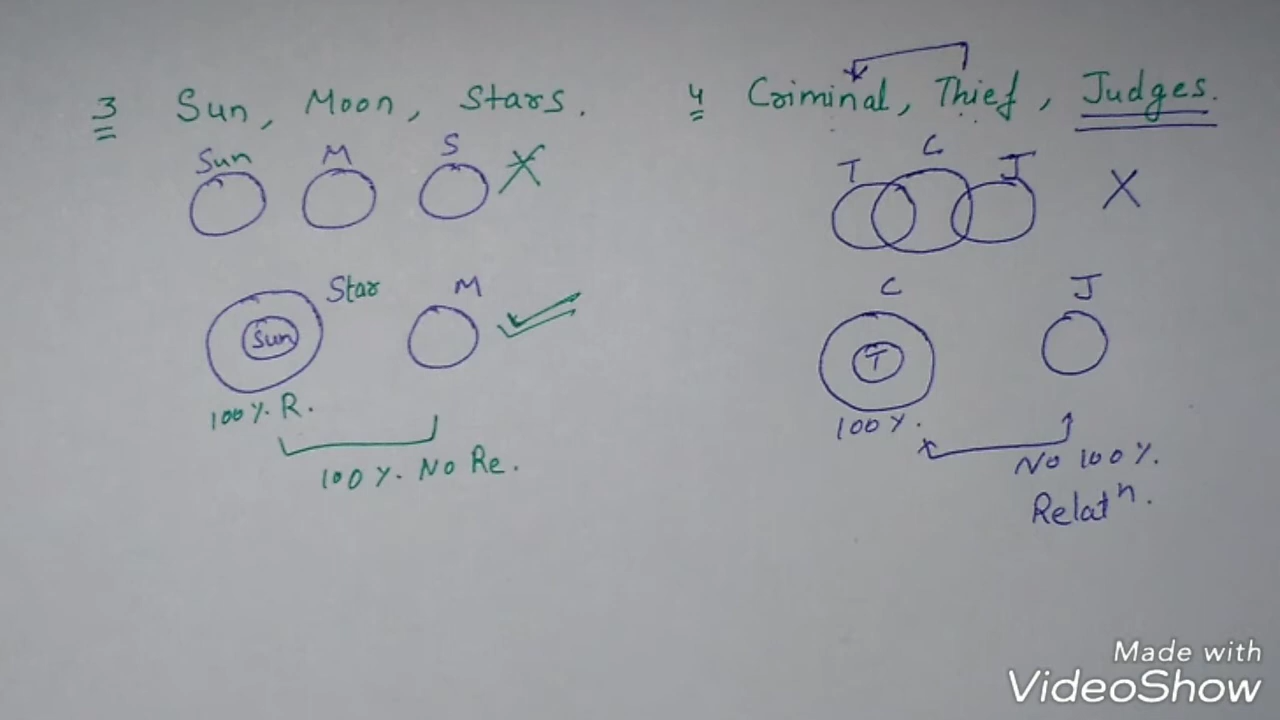 3 Sun, Moon, Stars.
Sun M S
Star M
Sun
100 %. R.
100 %. No Re.
4 Criminal, Thief, Judges.
T C J
C J
T
100 %.
No 100 %.
Relatn.
Made with
VideoShow